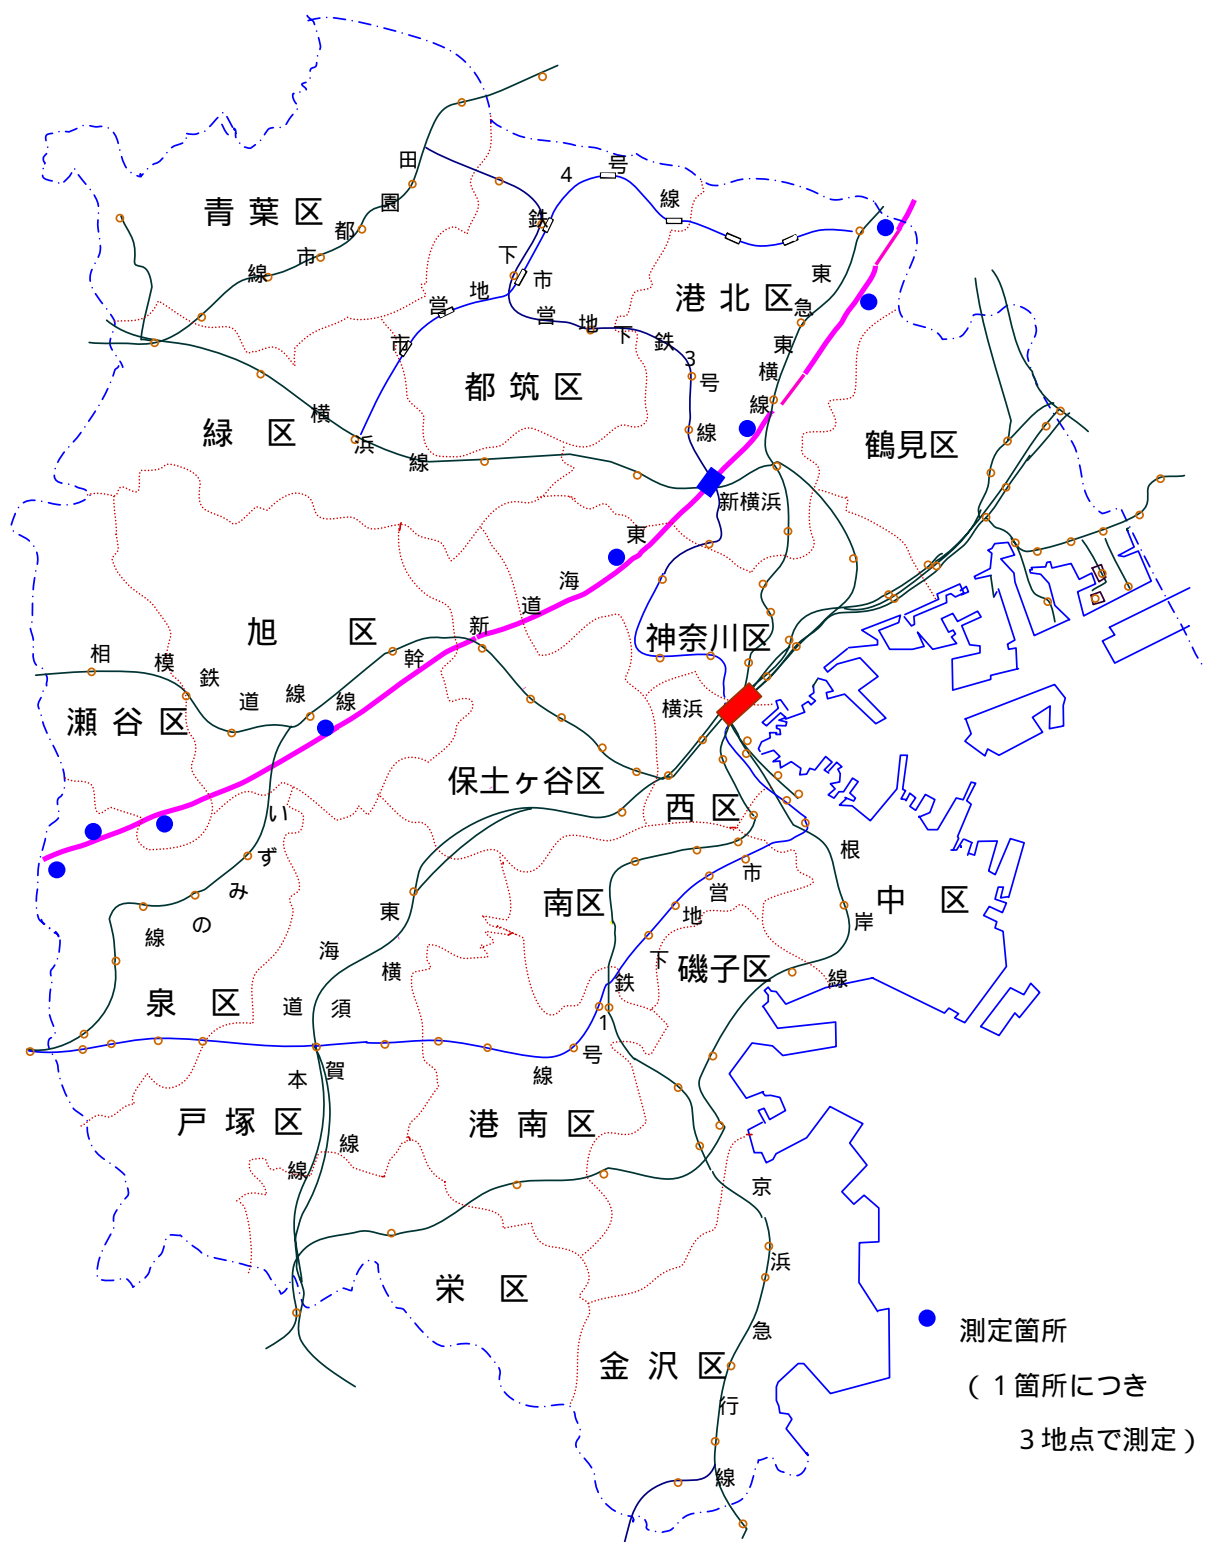 青葉区
田園都市線
市営地下鉄4号線
市営地下鉄3号線
港北区
東急東横線
都筑区
緑区
横浜線
鶴見区
新横浜
東海道新幹線
旭区
神奈川区
相模鉄道線
瀬谷区
横浜
保土ヶ谷区
西区
いずみの線
根岸線
市営地下鉄1号線
南区
中区
東海道本線
横須賀線
磯子区
泉区
戸塚区
港南区
京浜急行線
栄区
金沢区
測定箇所
(1箇所につき
3地点で測定)